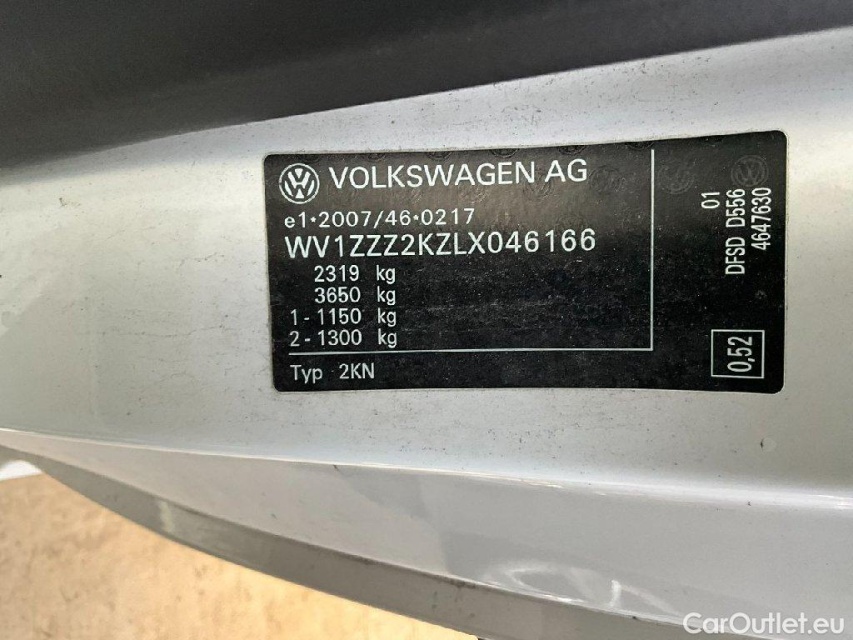 VOLKSWAGEN AG
e1*2007/46*0217
WV1ZZZ2KZLX046166
2319 kg
3650 kg
1 - 1150 kg
2 - 1300 kg
Typ 2KN
01
DFSD D556
4647630
0,52
CarOutlet.eu